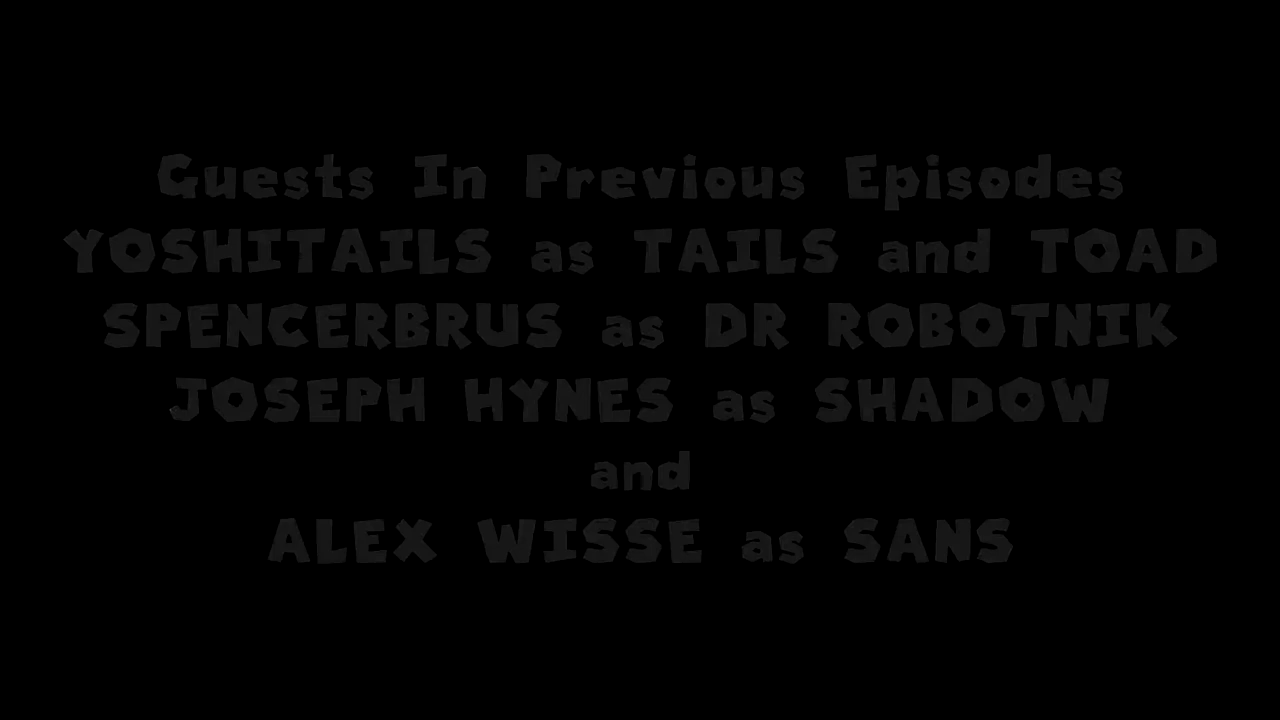 Guests In Previous Episodes
YOSHITAILS as TAILS and TOAD
SPENCERBRUS as DR ROBOTNIK
JOSEPH HYNES as SHADOW
and
ALEX WISSE as SANS